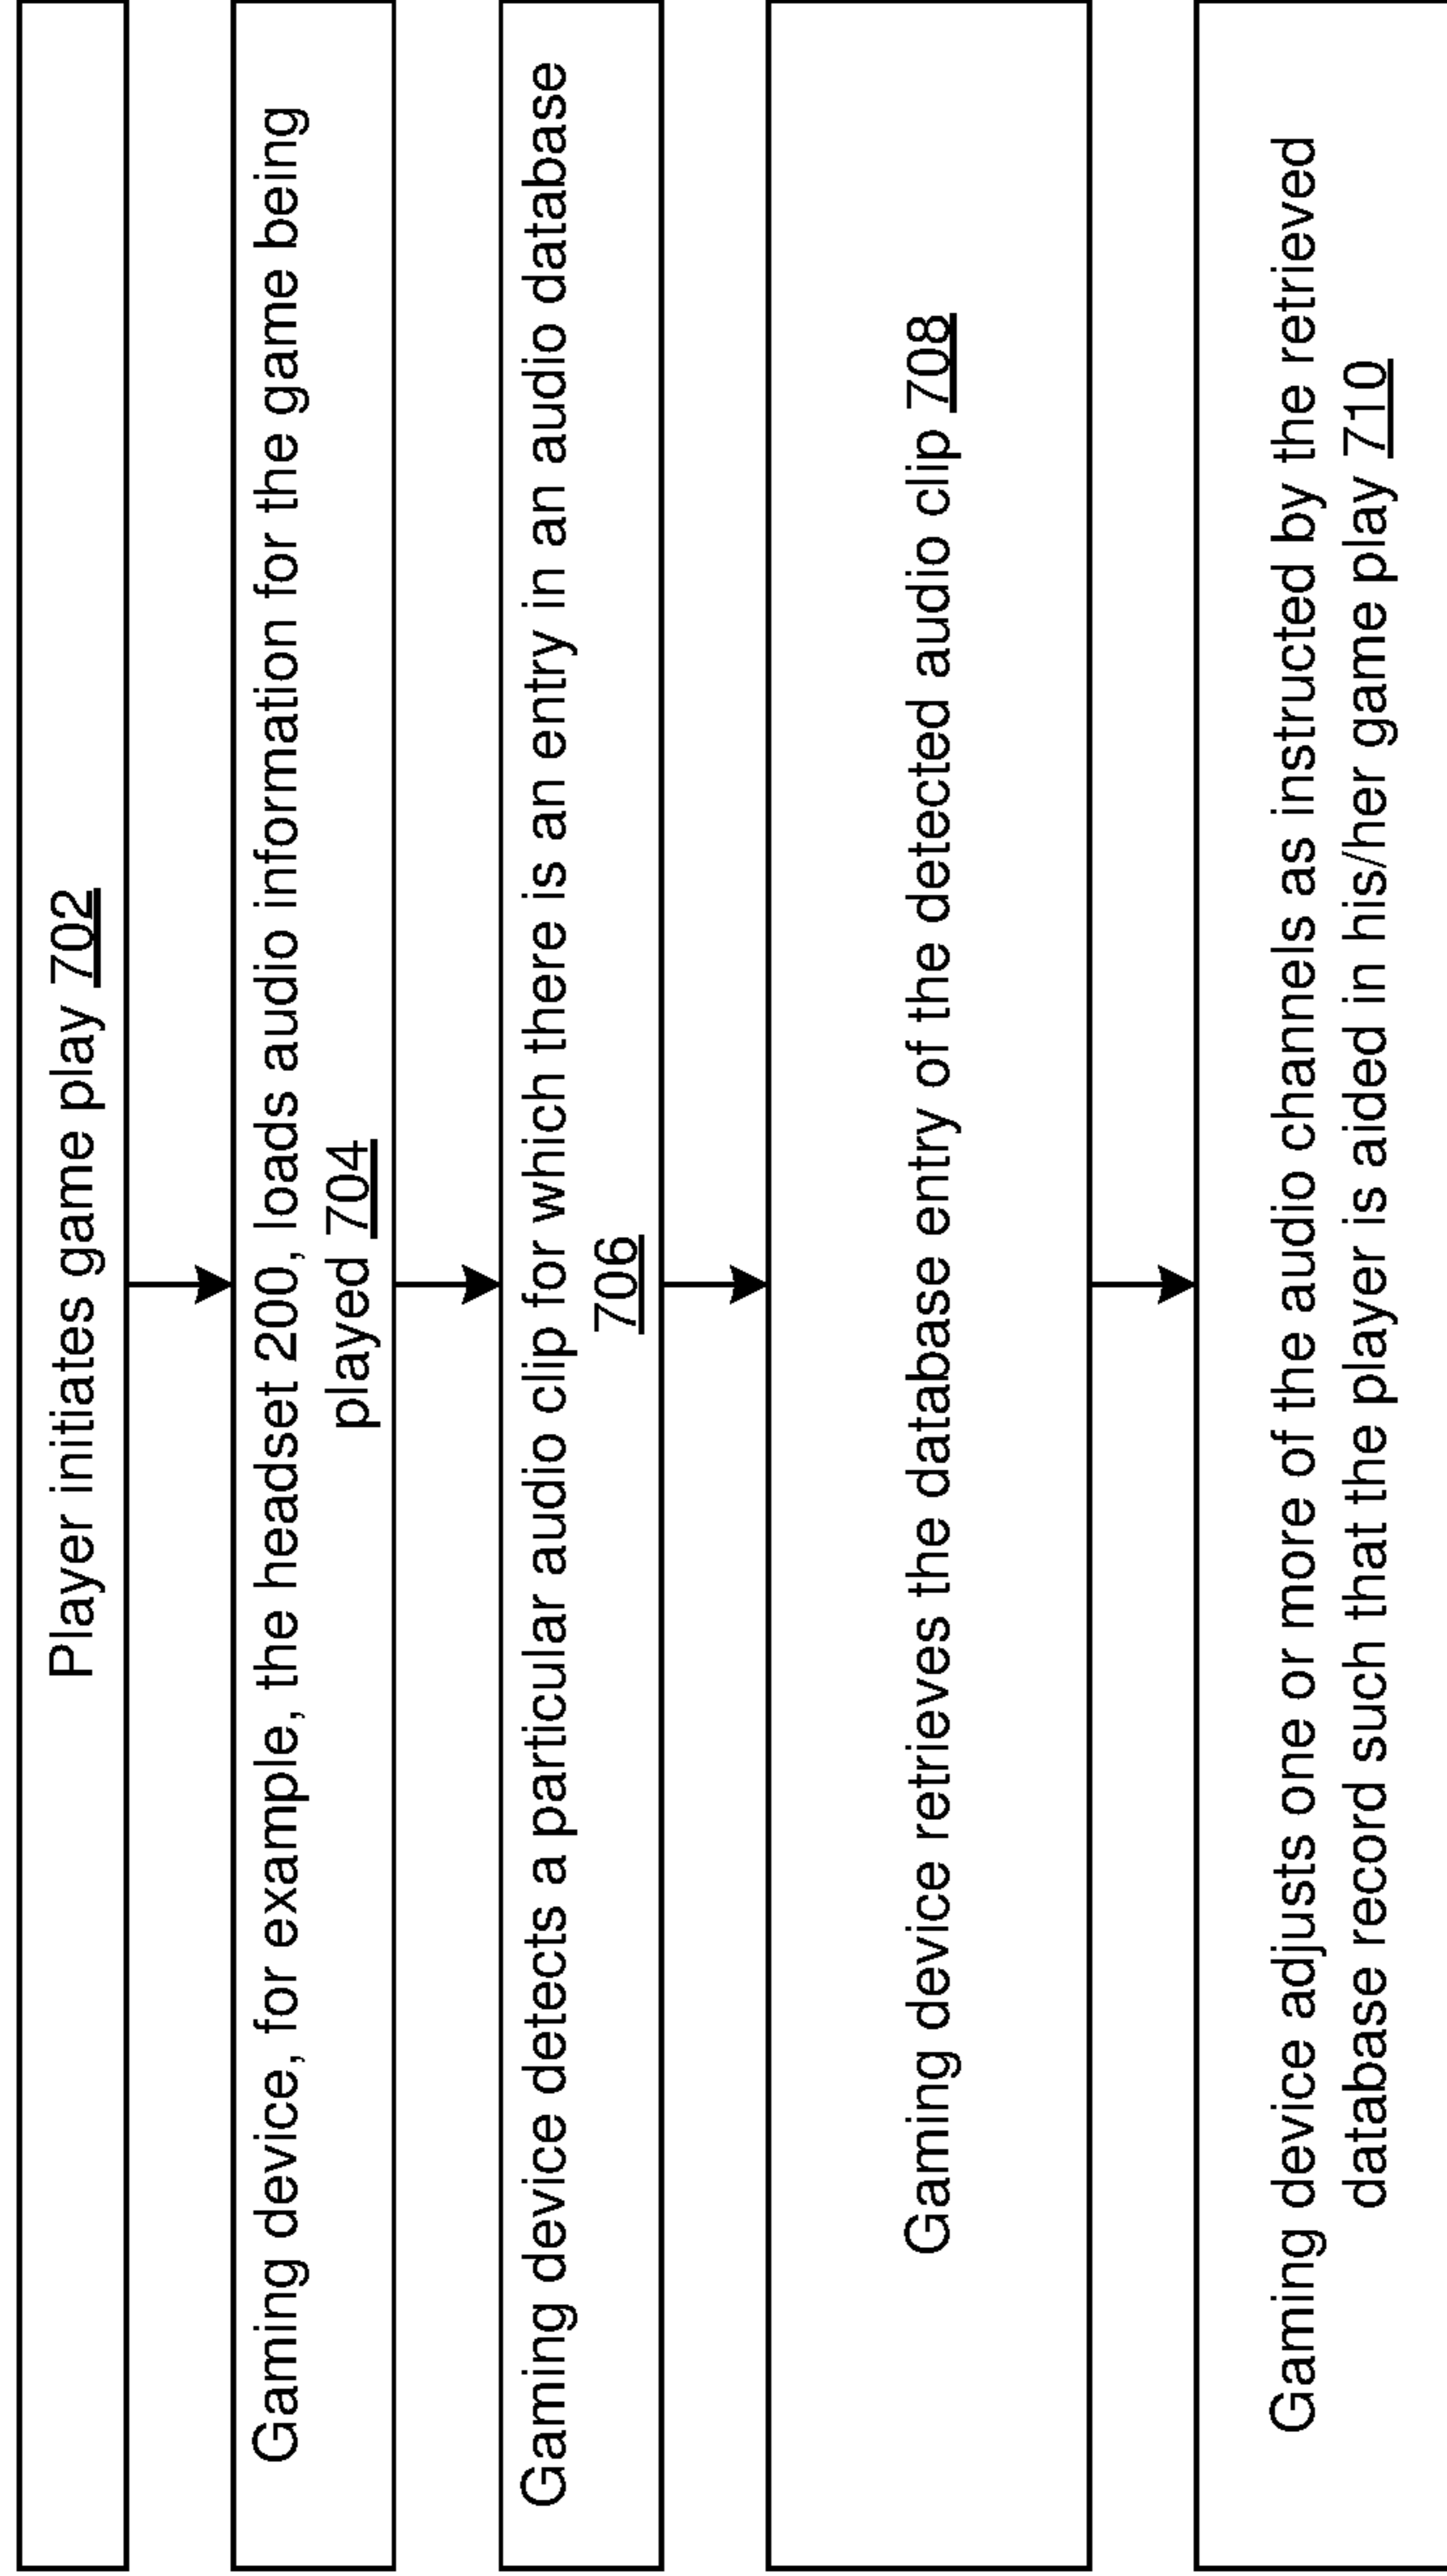 Player initiates game play 702
Gaming device, for example, the headset 200, loads audio information for the game being
played 704
Gaming device detects a particular audio clip for which there is an entry in an audio database
706
Gaming device retrieves the database entry of the detected audio clip 708
Gaming device adjusts one or more of the audio channels as instructed by the retrieved
database record such that the player is aided in his/her game play 710